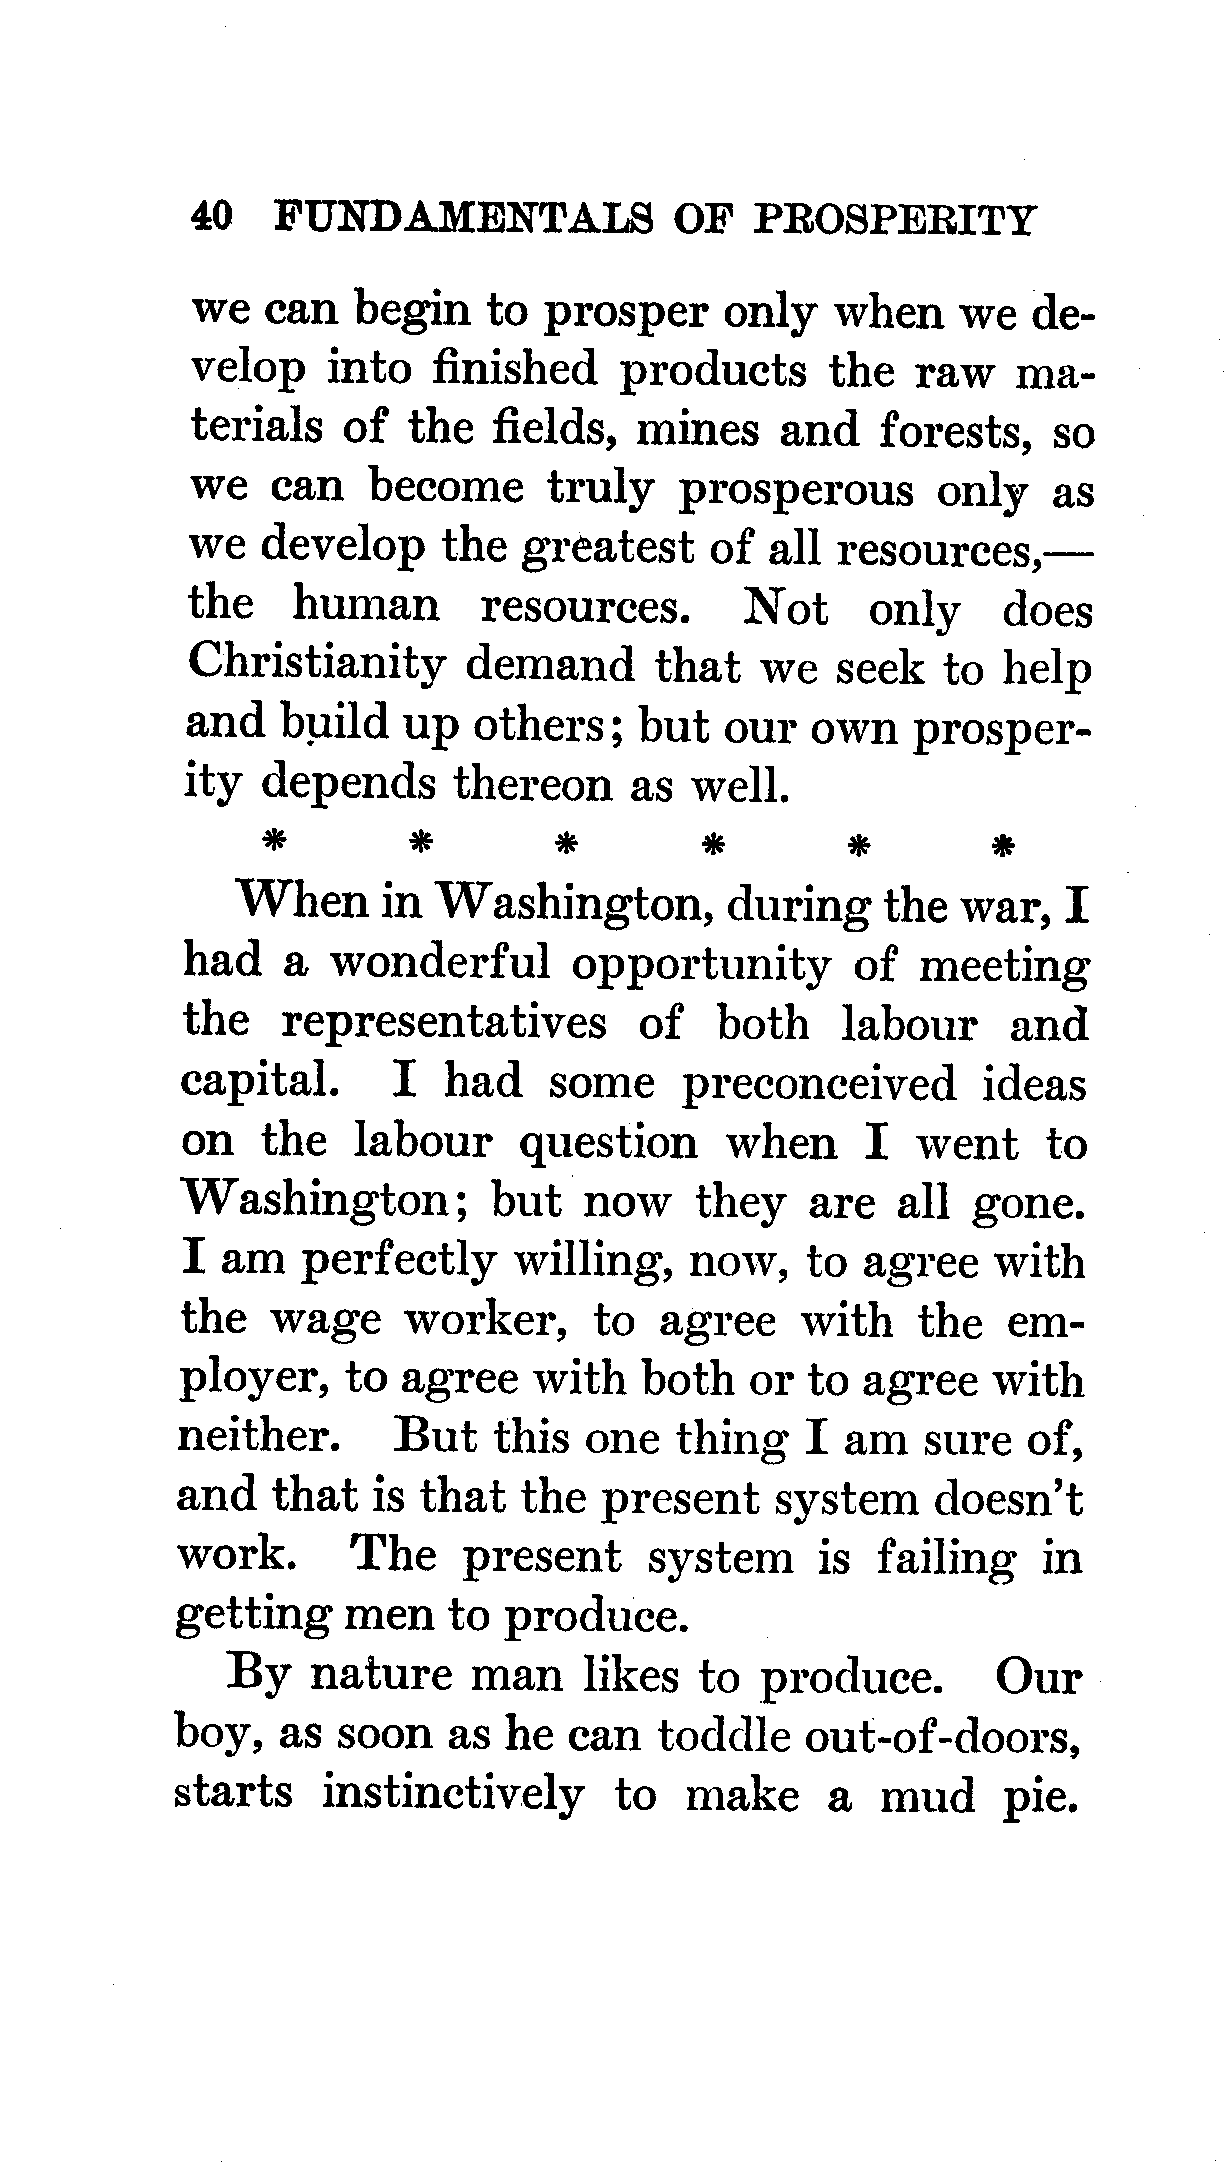 40 FUNDAMENTALS OF PROSPERITY
we can begin to prosper only when we de-
velop into finished products the raw ma-
terials of the fields, mines and forests, so
we can become truly prosperous only as
we develop the greatest of all resources,—
the human resources. Not only does
Christianity demand that we seek to help
and build up others; but our own prosper-
ity depends thereon as well.
* * * * * *
When in Washington, during the war, I
had a wonderful opportunity of meeting
the representatives of both labour and
capital. I had some preconceived ideas
on the labour question when I went to
Washington; but now they are all gone.
I am perfectly willing, now, to agree with
the wage worker, to agree with the em-
ployer, to agree with both or to agree with
neither. But this one thing I am sure of,
and that is that the present system doesn't
work. The present system is failing in
getting men to produce.
By nature man likes to produce. Our
boy, as soon as he can toddle out-of-doors,
starts instinctively to make a mud pie.